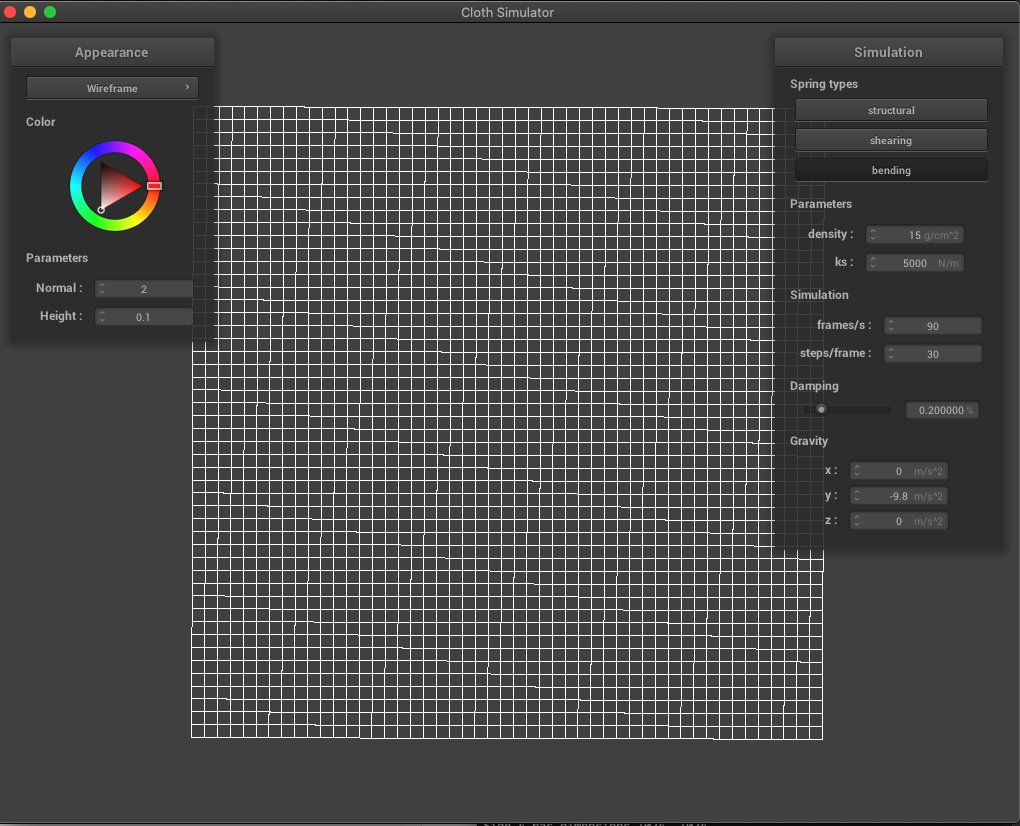 Cloth Simulator
Appearance
Wireframe
Color
Parameters
Normal : 2
Height : 0.1
Simulation
Spring types
structural
shearing
bending
Parameters
density : 15 g/cm^2
ks : 5000 N/m
Simulation
frames/s : 90
steps/frame : 30
Damping
0.200000 %
Gravity
x : 0 m/s^2
y : -9.8 m/s^2
z : 0 m/s^2